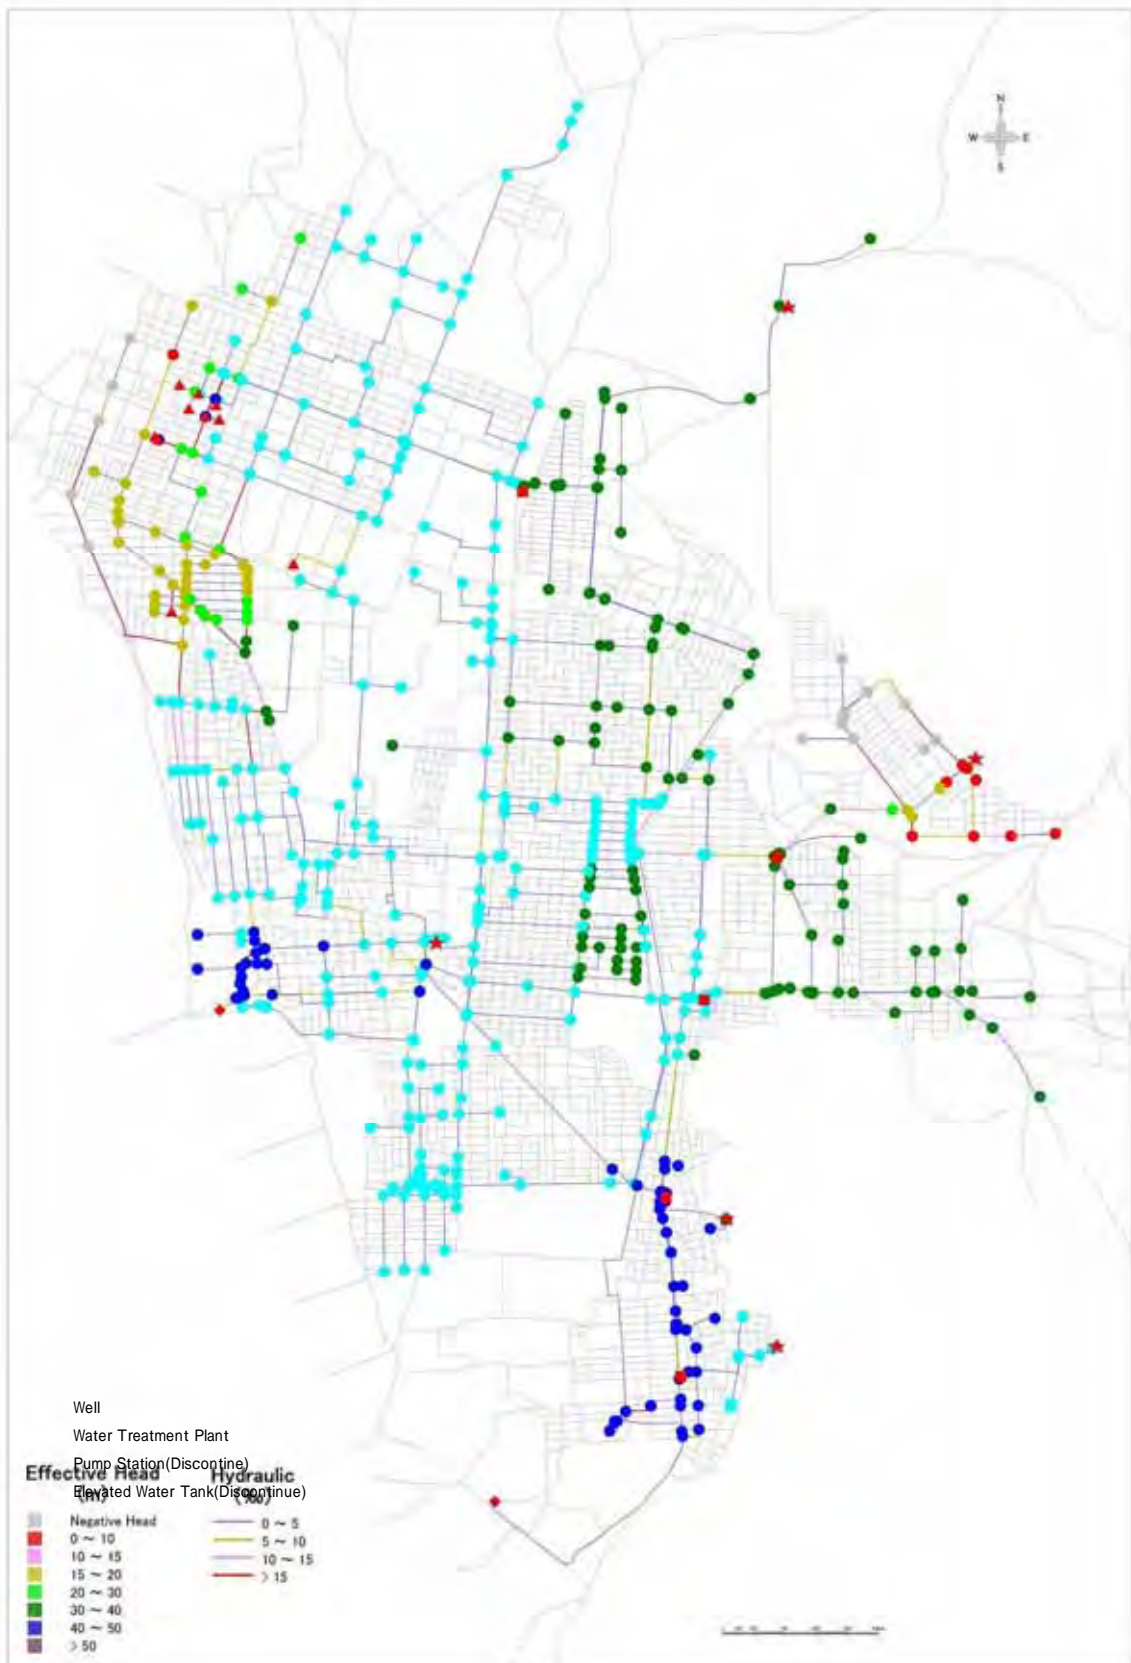 N
W E
S
Well
Water Treatment Plant
Pump Station(Discontine)
Elevated Water Tank(Discontinue)
Effective Head
(m)
Negative Head
0 ~ 10
10 ~ 15
15 ~ 20
20 ~ 30
30 ~ 40
40 ~ 50
> 50
Hydraulic
(‰)
0 ~ 5
5 ~ 10
10 ~ 15
> 15